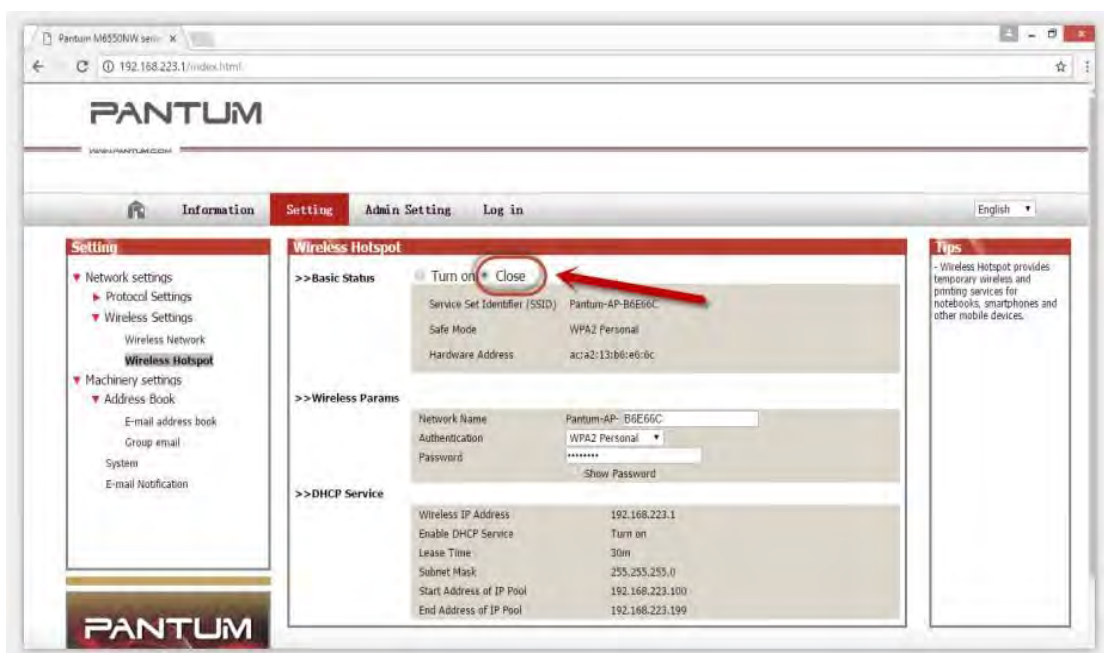 Pantum M6550NW serie
192.168.223.1/index.html
PANTUM
WWW.PANTUM.COM
Information Setting Admin Setting Log in English
Setting
Network settings
Protocol Settings
Wireless Settings
Wireless Network
Wireless Hotspot
Machinery settings
Address Book
E-mail address book
Group email
System
E-mail Notification
PANTUM
Wireless Hotspot
>>Basic Status Turn on Close
Service Set Identifier (SSID) Pantum-AP-B6E66C
Safe Mode WPA2 Personal
Hardware Address ac:a2:13:b6:e6:6c
>>Wireless Params
Network Name Pantum-AP- B6E66C
Authentication WPA2 Personal
Password ••••••••
Show Password
>>DHCP Service
Wireless IP Address 192.168.223.1
Enable DHCP Service Turn on
Lease Time 30m
Subnet Mask 255.255.255.0
Start Address of IP Pool 192.168.223.100
End Address of IP Pool 192.168.223.199
Tips
- Wireless Hotspot provides
temporary wireless and
printing services for
notebooks, smartphones and
other mobile devices.